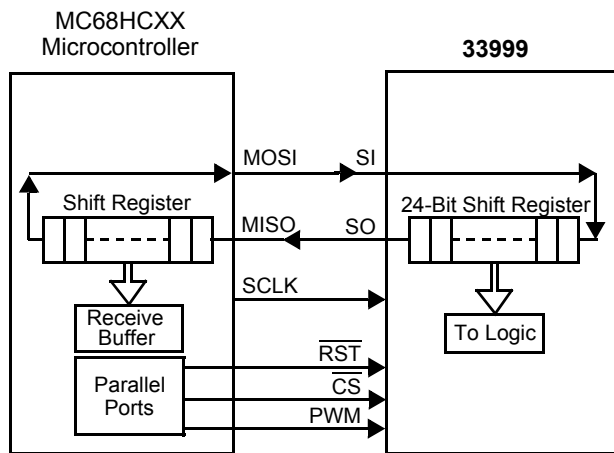 MC68HCXX
Microcontroller
33999
MOSI
SI
Shift Register
24-Bit Shift Register
MISO
SO
SCLK
Receive
Buffer
To Logic
RST
Parallel
Ports
CS
PWM